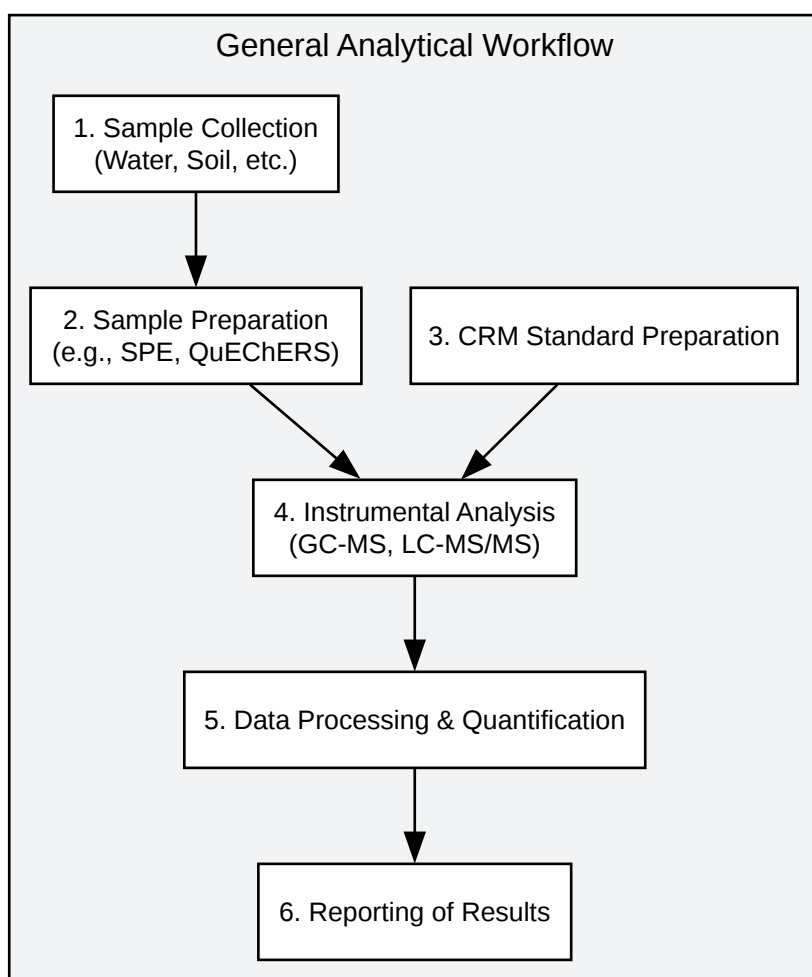 General Analytical Workflow
1. Sample Collection
(Water, Soil, etc.)
2. Sample Preparation
(e.g., SPE, QuEChERS)
3. CRM Standard Preparation
4. Instrumental Analysis
(GC-MS, LC-MS/MS)
5. Data Processing & Quantification
6. Reporting of Results